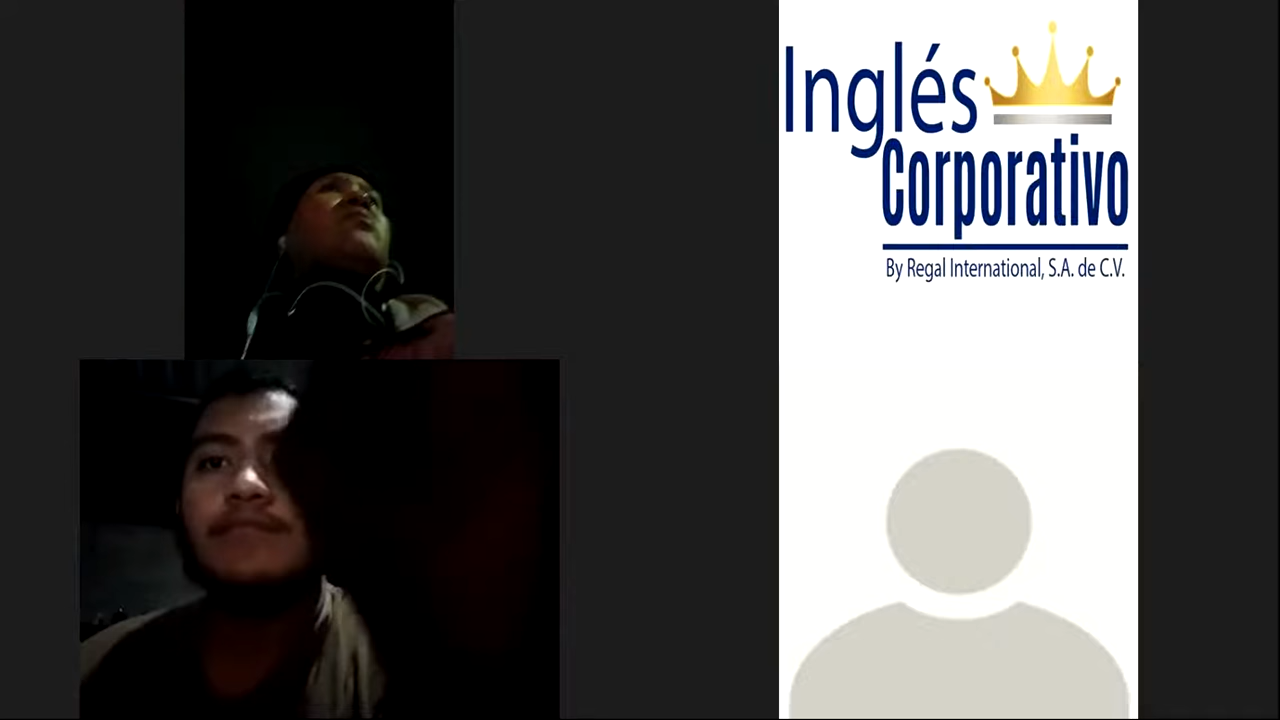 Inglés
Corporativo
By Regal International, S.A. de C.V.